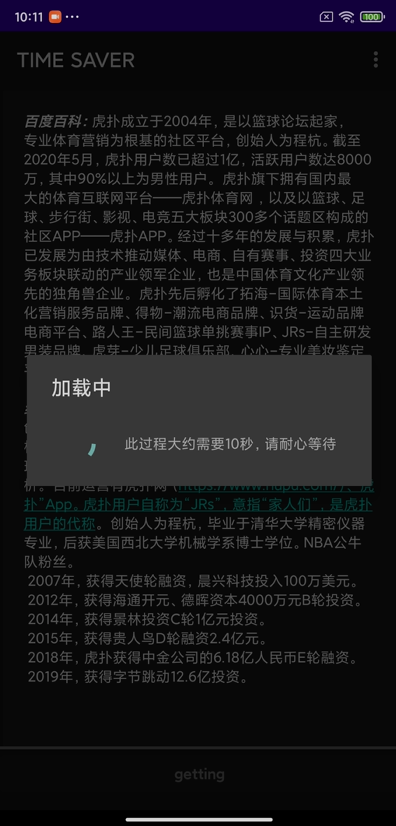 10:11
100
TIME SAVER
百度百科：虎扑成立于2004年，是以篮球论坛起家，
专业体育营销为根基的社区平台，创始人为程杭。截至
2020年5月，虎扑用户数已超过1亿，活跃用户数达8000
万，其中90%以上为男性用户。虎扑旗下拥有国内最
大的体育互联网平台——虎扑体育网 ，以及以篮球、足
球、步行街、影视、电竞五大板块300多个话题区构成的
社区APP——虎扑APP。经过十多年的发展与积累，虎扑
已发展为由技术推动媒体、电商、自有赛事、投资四大业
务板块联动的产业领军企业，也是中国体育文化产业领
先的独角兽企业。虎扑先后孵化了拓海–国际体育本土
化营销服务品牌、得物–潮流电商品牌、识货–运动品牌
电商平台、路人王–民间篮球单挑赛事IP、JRs–自主研发
男装品牌、虎芽–少儿足球俱乐部、心心–专业美妆鉴定
加载中
此过程大约需要10秒，请耐心等待
虎
扑"App。虎扑用户自称为"JRs"，意指"家人们"，是虎扑
用户的代称。创始人为程杭，毕业于清华大学精密仪器
专业，后获美国西北大学机械学系博士学位。NBA公牛
队粉丝。
2007年，获得天使轮融资，晨兴科技投入100万美元。
2012年，获得海通开元、德晖资本4000万元B轮投资。
2014年，获得景林投资C轮1亿元投资。
2015年，获得贵人鸟D轮融资2.4亿元。
2018年，虎扑获得中金公司的6.18亿人民币E轮融资。
2019年，获得字节跳动12.6亿投资。
getting